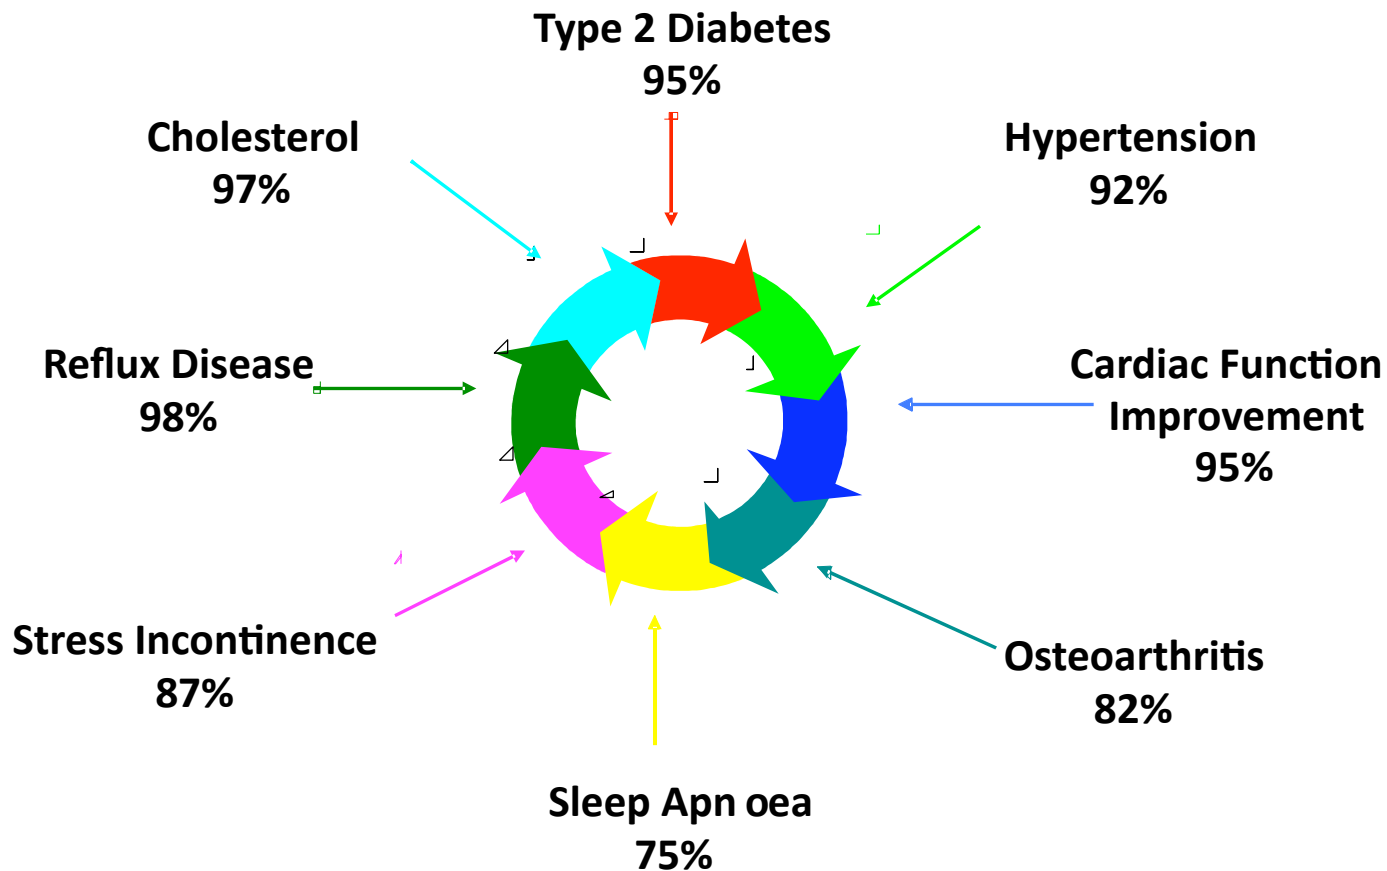 Type 2 Diabetes
95%
Cholesterol
97%
Hypertension
92%
Reflux Disease
98%
Cardiac Function
Improvement
95%
Stress Incontinence
87%
Osteoarthritis
82%
Sleep Apn oea
75%